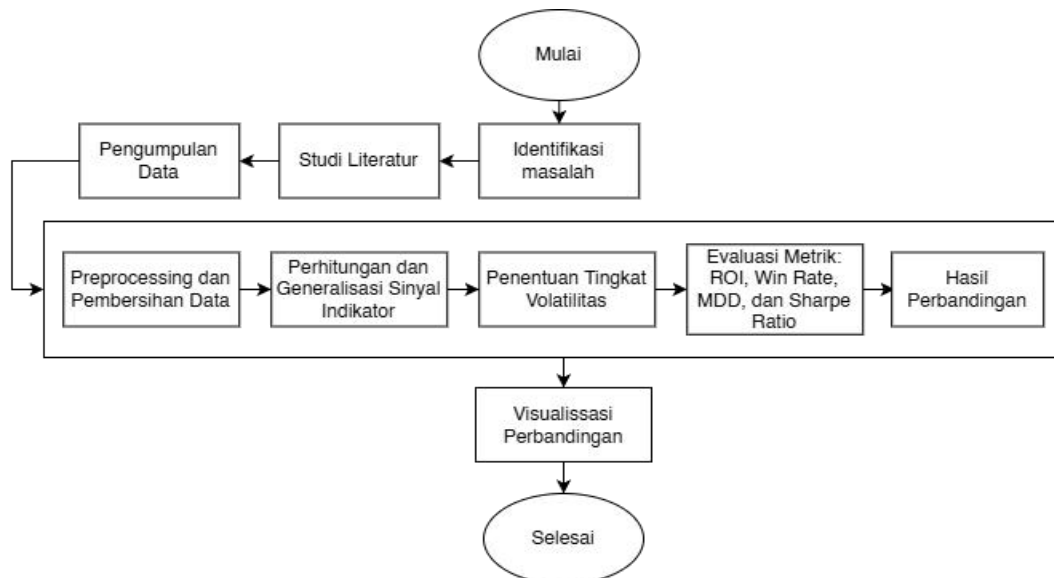 Mulai
Identifikasi
masalah
Studi Literatur
Pengumpulan
Data
Preprocessing dan
Pembersihan Data
Perhitungan dan
Generalisasi Sinyal
Indikator
Penentuan Tingkat
Volatilitas
Evaluasi Metrik:
ROI, Win Rate,
MDD, dan Sharpe
Ratio
Hasil
Perbandingan
Visualissasi
Perbandingan
Selesai